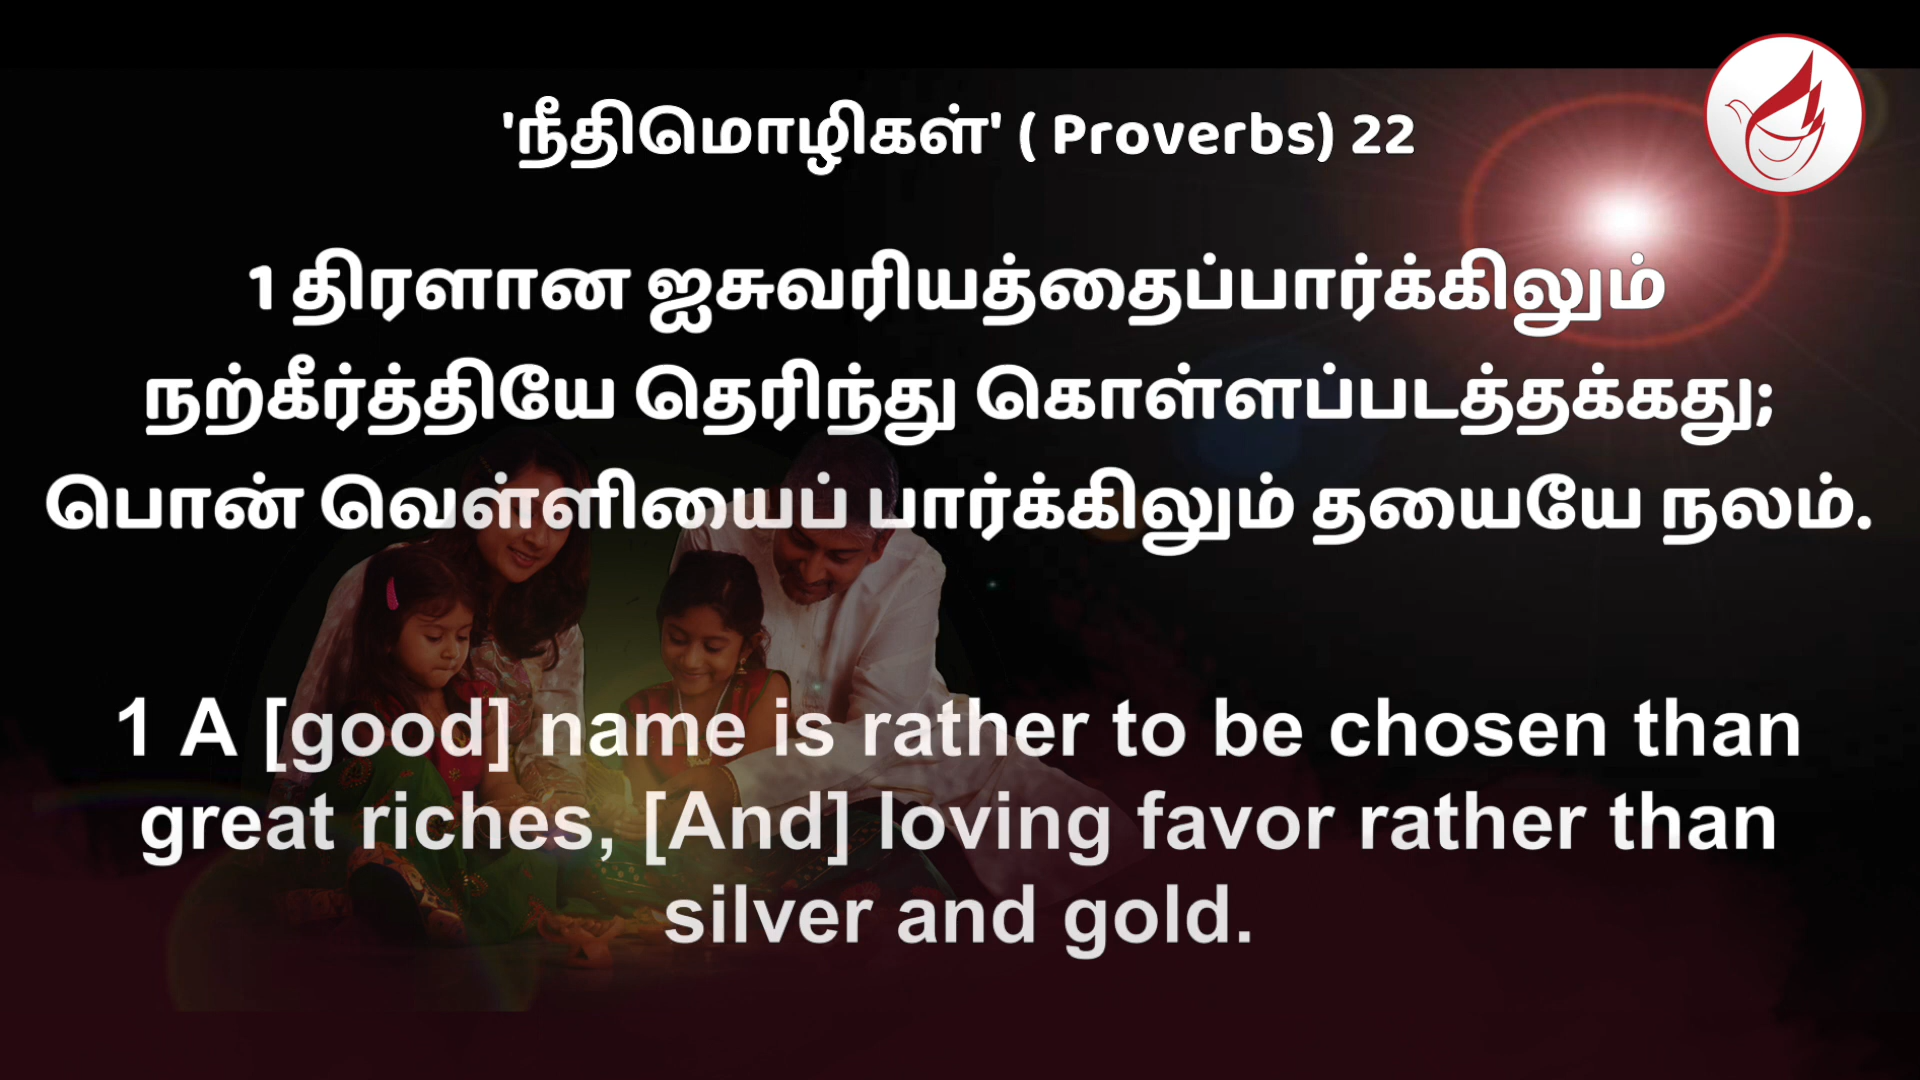 'நீதிமொழிகள்' ( Proverbs) 22
1 திரளான ஐசுவரியத்தைப்பார்க்கிலும்
நற்கீர்த்தியே தெரிந்து கொள்ளப்படத்தக்கது;
பொன் வெள்ளியைப் பார்க்கிலும் தயையே நலம்.
1 A [good] name is rather to be chosen than
great riches, [And] loving favor rather than
silver and gold.